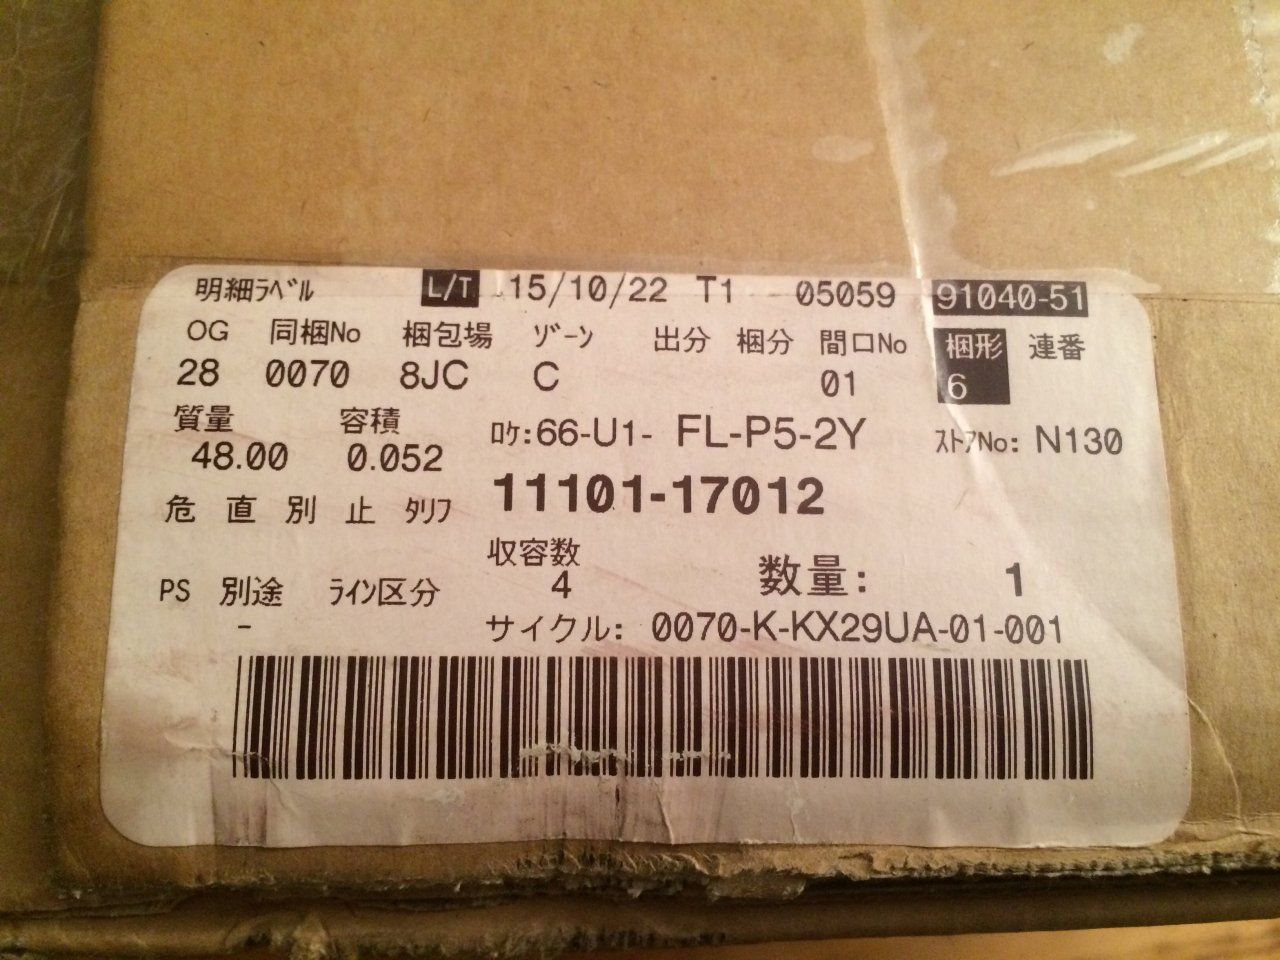 明細ﾗﾍﾞﾙ L/T 15/10/22 T1 05059 91040-51
OG 同梱No 梱包場 ｿﾞｰﾝ 出分 梱分 間口No 梱形 連番
28 0070 8JC C 01 6
質量 容積 ﾛｹ:66-U1- FL-P5-2Y ｽﾄｱNo: N130
48.00 0.052
11101-17012
危 直 別 止 ﾀﾘﾌ
収容数 数量: 1
PS 別途 ﾗｲﾝ区分 4
- サイクル: 0070-K-KX29UA-01-001